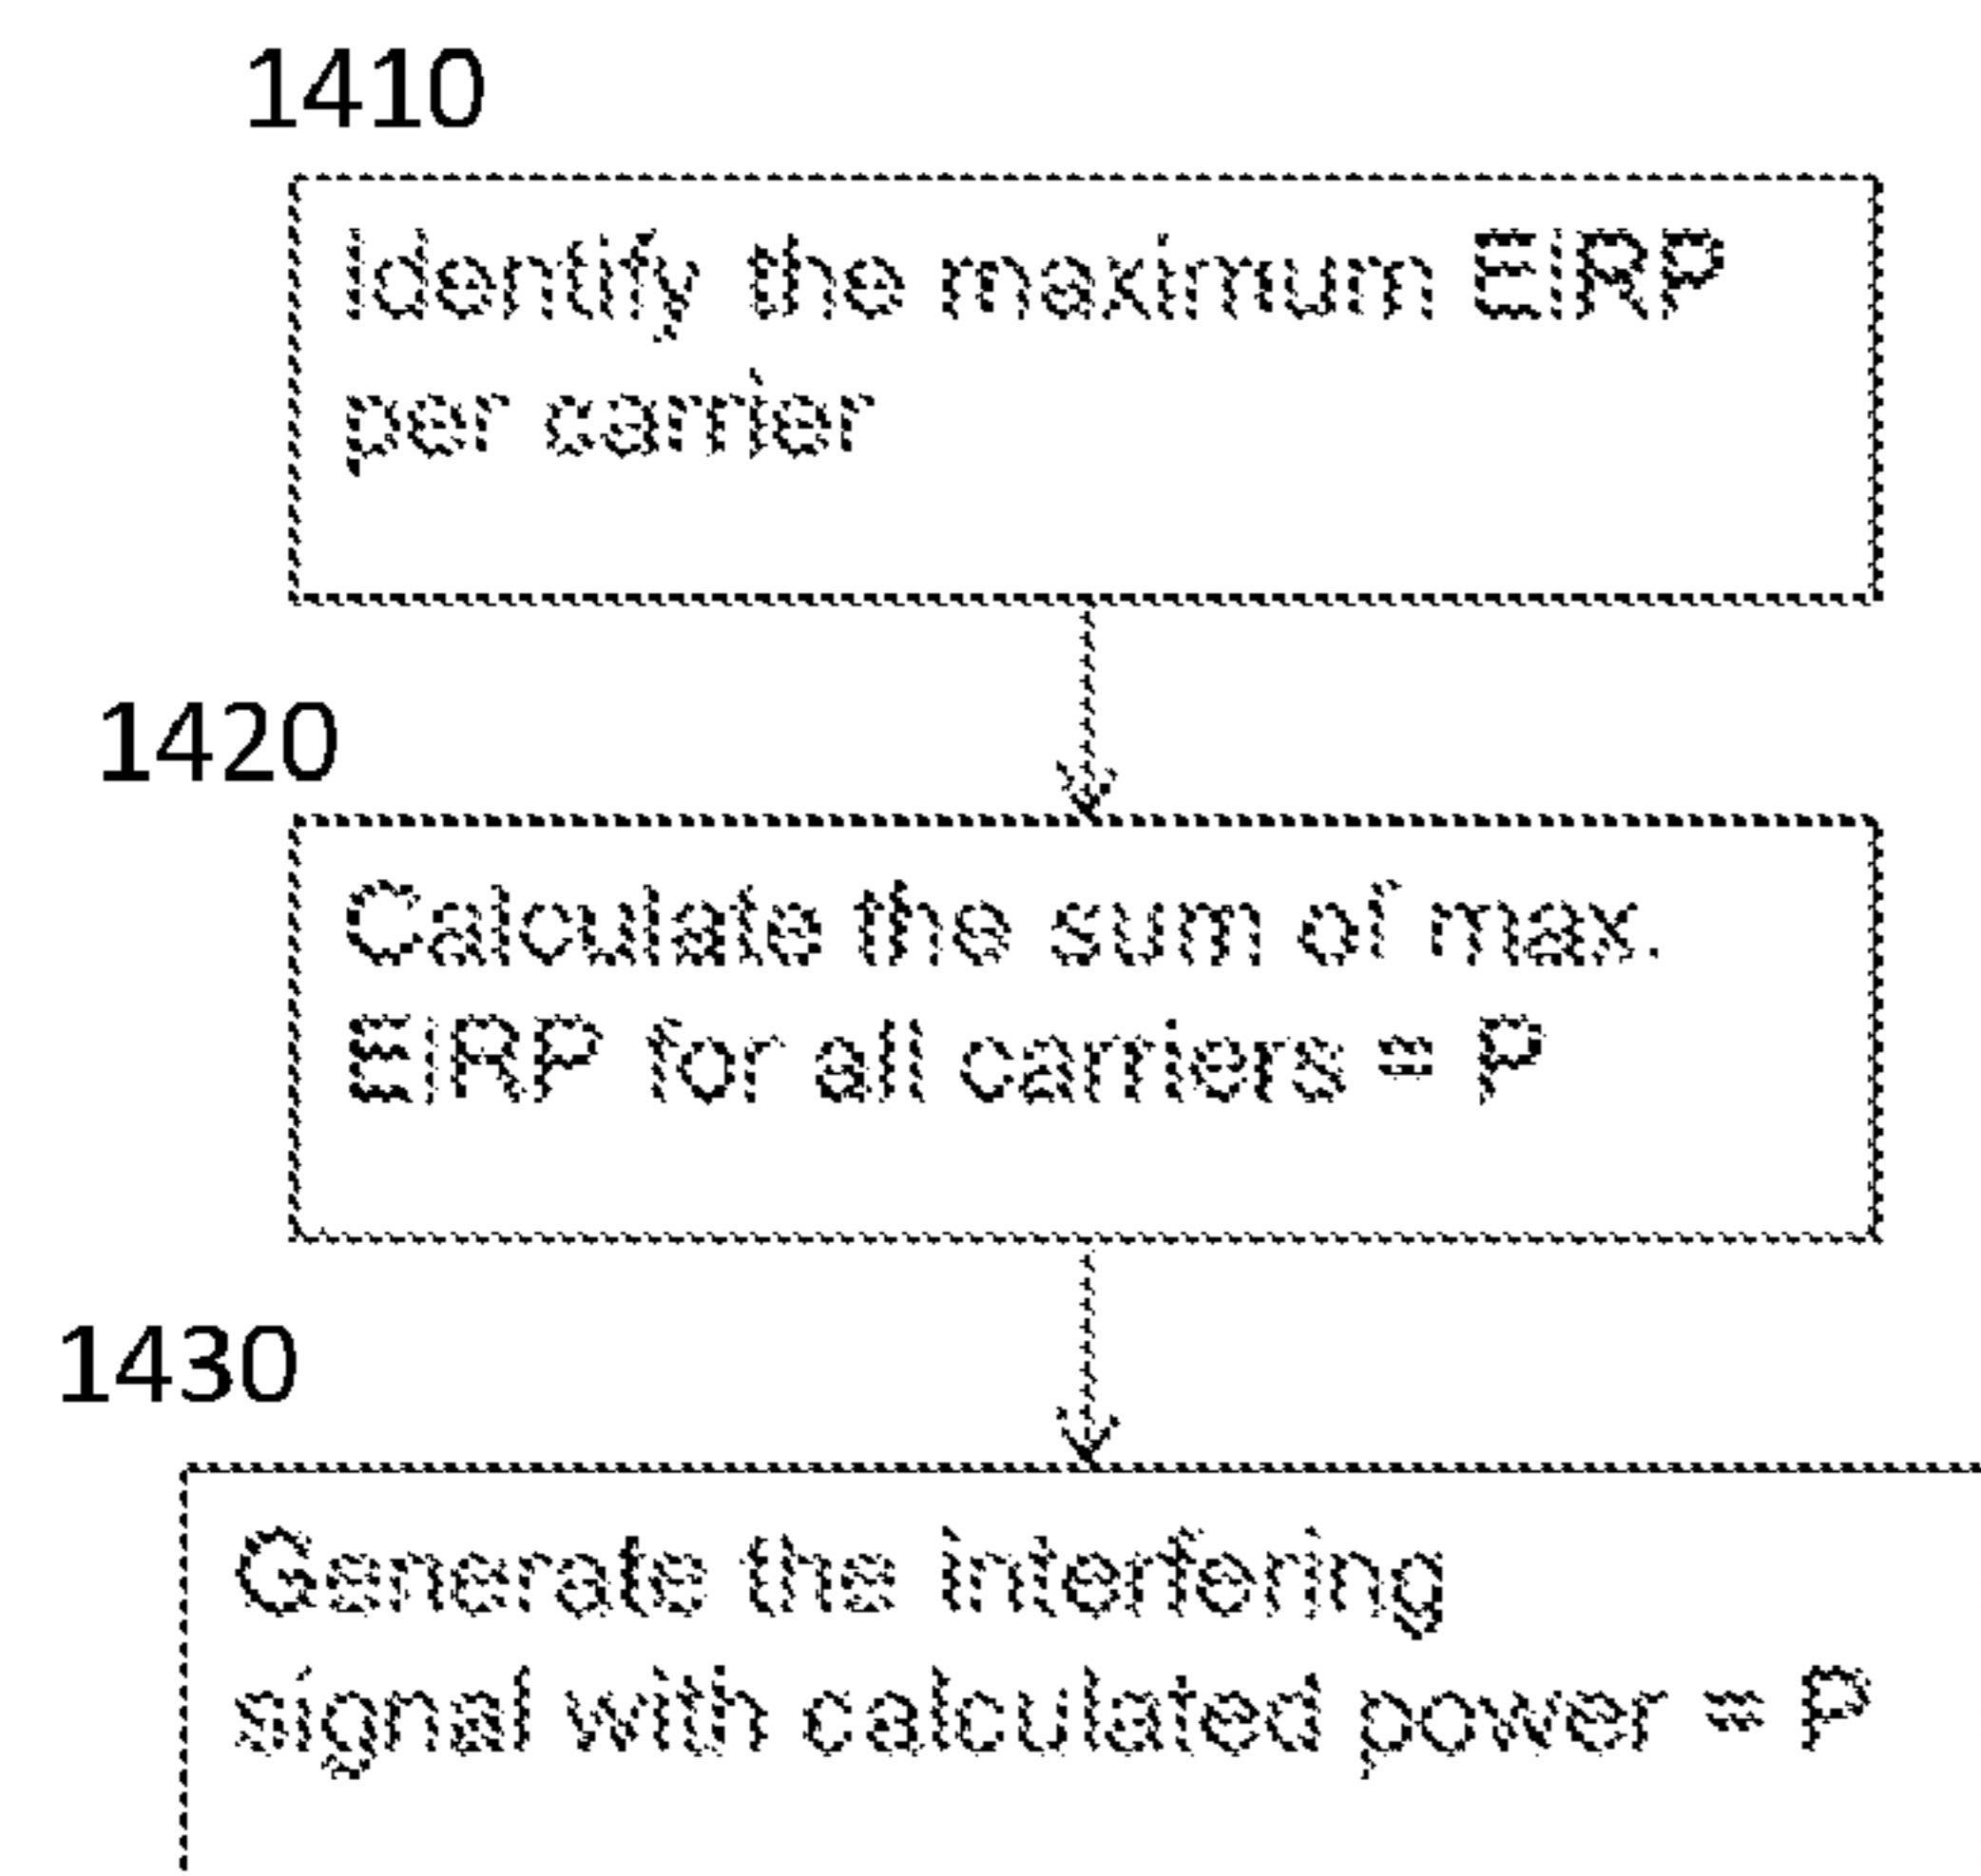 1410
Identify the maximum EIRP
per carrier
1420
Calculate the sum of max.
EIRP for all carriers = P
1430
Generate the interfering
signal with calculated power = P